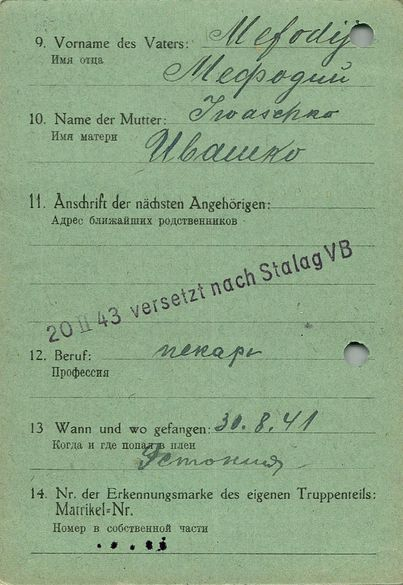 9. Vorname des Vaters: Mefodij
Имя отца
Мефодий
10. Name der Mutter: Iwaschko
Имя матери
Ивашко
11. Anschrift der nächsten Angehörigen:
Адрес ближайших родственников
20 II 43 versetzt nach Stalag VB
12. Beruf: пекарь
Профессия
13 Wann und wo gefangen: 30.8.41
Когда и где попал в плен
Эстония
14. Nr. der Erkennungsmarke des eigenen Truppenteils:
Matrikel-Nr.
Номер в собственной части